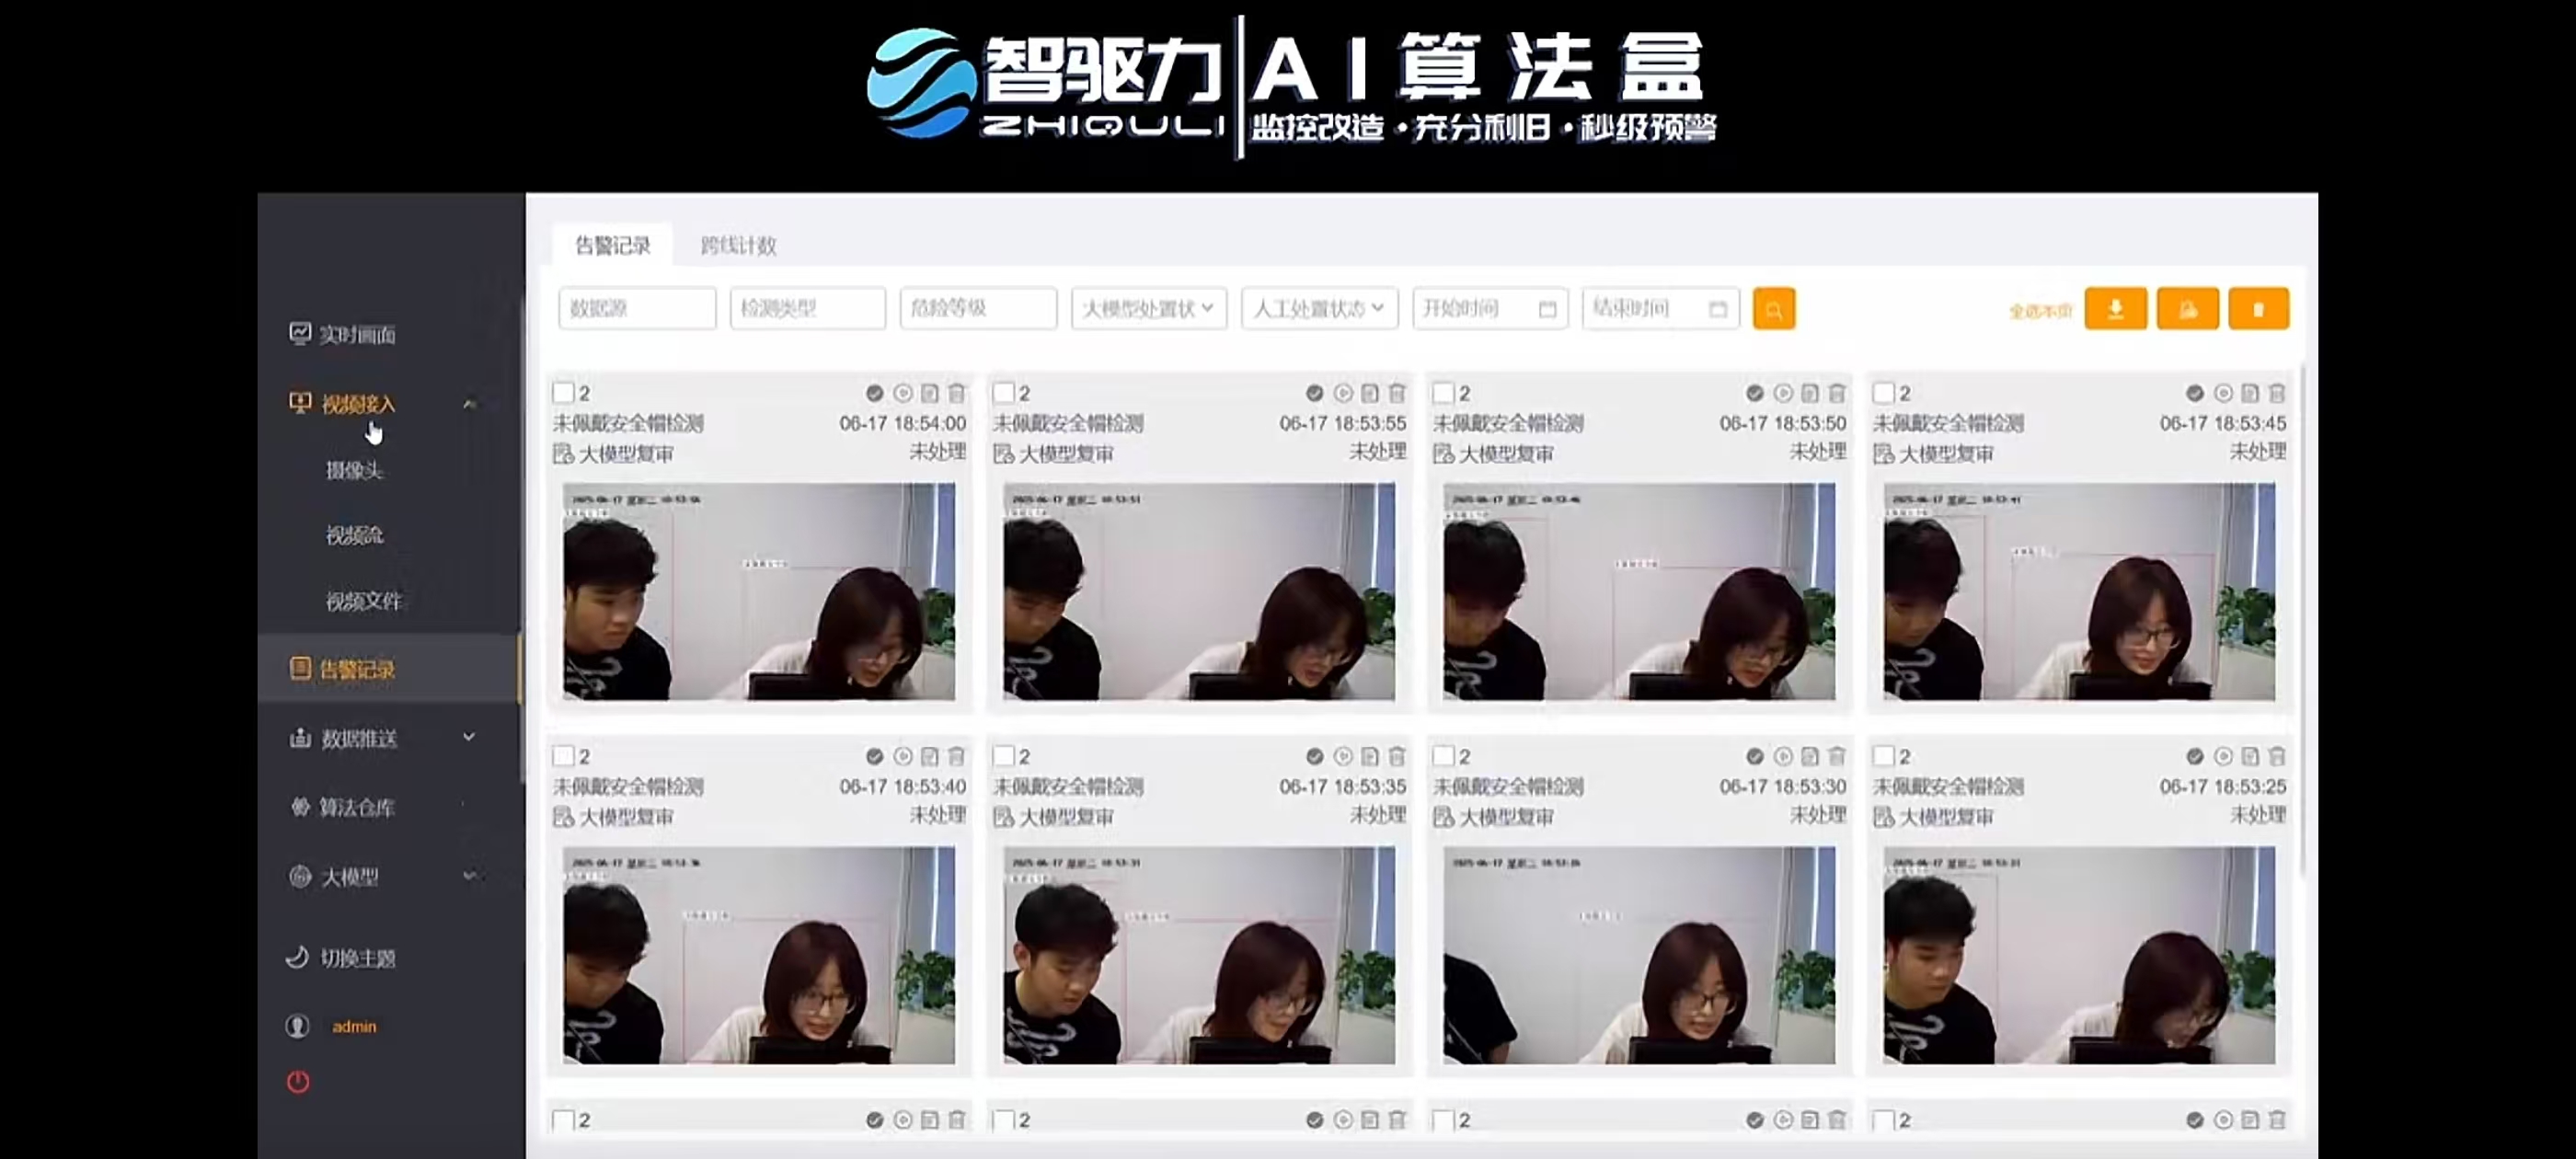 智驱力
ZHIQULI
AI算法盒
监控改造·充分利旧·秒级预警
实时画面
视频接入
摄像头
视频流
视频文件
告警记录
数据推送
算法仓库
大模型
切换主题
admin
告警记录 跨线计数
数据源 检测类型 危险等级 大模型处置状 人工处置状态 开始时间 结束时间 全选本页
2 2 2 2
未佩戴安全帽检测 06-17 18:54:00 未佩戴安全帽检测 06-17 18:53:55 未佩戴安全帽检测 06-17 18:53:50 未佩戴安全帽检测 06-17 18:53:45
大模型复审 未处理 大模型复审 未处理 大模型复审 未处理 大模型复审 未处理
2 2 2 2
未佩戴安全帽检测 06-17 18:53:40 未佩戴安全帽检测 06-17 18:53:35 未佩戴安全帽检测 06-17 18:53:30 未佩戴安全帽检测 06-17 18:53:25
大模型复审 未处理 大模型复审 未处理 大模型复审 未处理 大模型复审 未处理
2 2 2 2